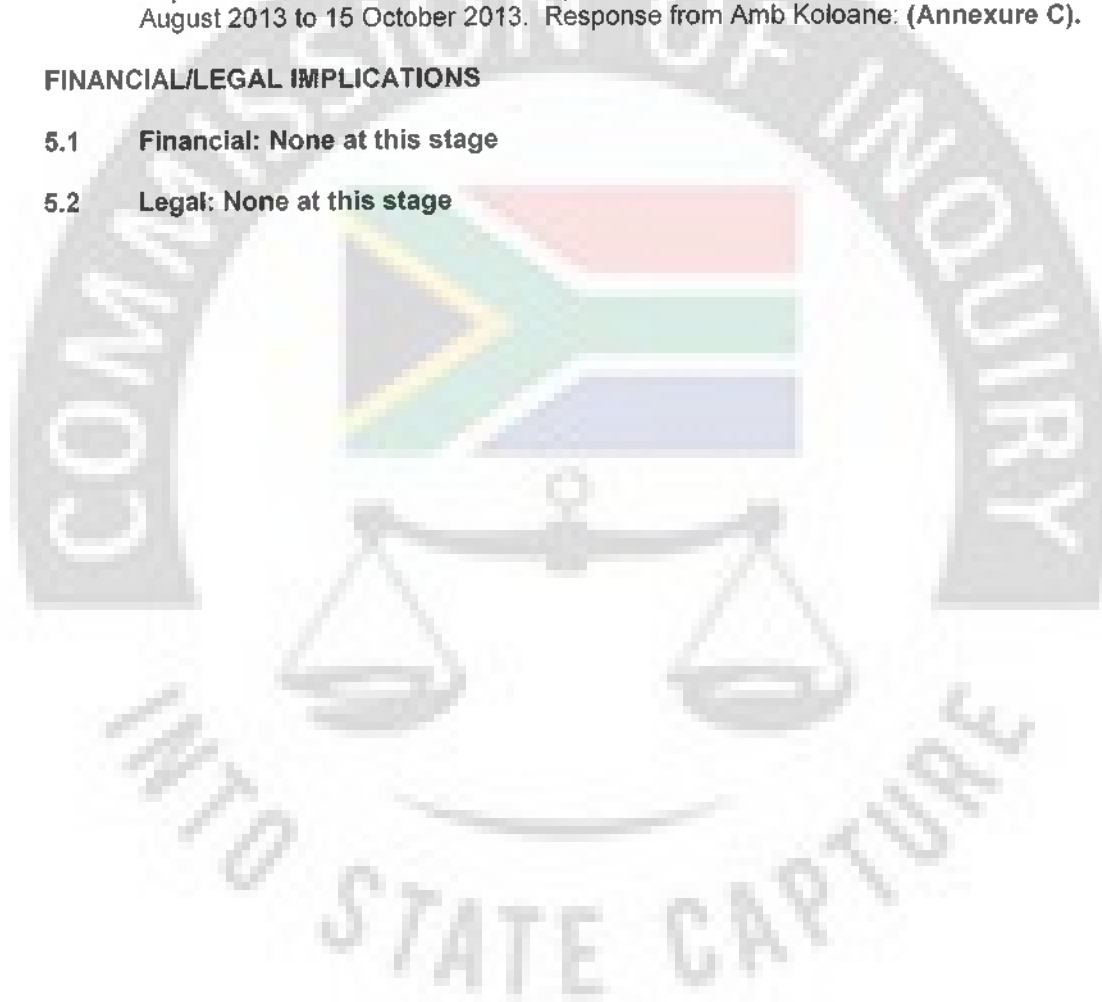 August 2013 to 15 October 2013. Response from Amb Koloane: (Annexure C).
FINANCIAL/LEGAL IMPLICATIONS
5.1 Financial: None at this stage
5.2 Legal: None at this stage
COMMISSION OF INQUIRY
INTO STATE CAPTURE